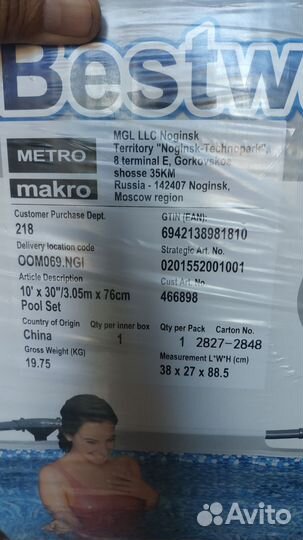 Bestw
MGL LLC Noginsk
Territory "Noginsk-Technopark",
METRO
8 terminal E, Gorkovskoe
shosse 35KM
makro
Russia - 142407 Noginsk,
Moscow region
Customer Purchase Dept.
GTIN (EAN):
218
6942138981810
Delivery location code
Strategic Art. No.
OOM069.NGI
0201552001001
Article Description
Cust Art. No.
10' x 30"/3.05m x 76cm
466898
Pool Set
Country of Origin Qty per inner box Qty per Pack Carton No.
China 1 1 2827-2848
Gross Weight (KG)
Measurement L*W*H (cm)
19.75
38 x 27 x 88.5
Avito